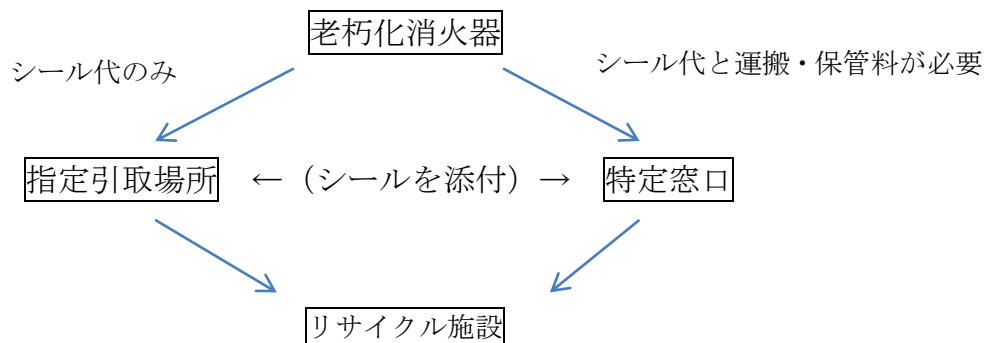 老朽化消火器
シール代のみ
シール代と運搬・保管料が必要
指定引取場所 ←（シールを添付）→ 特定窓口
リサイクル施設